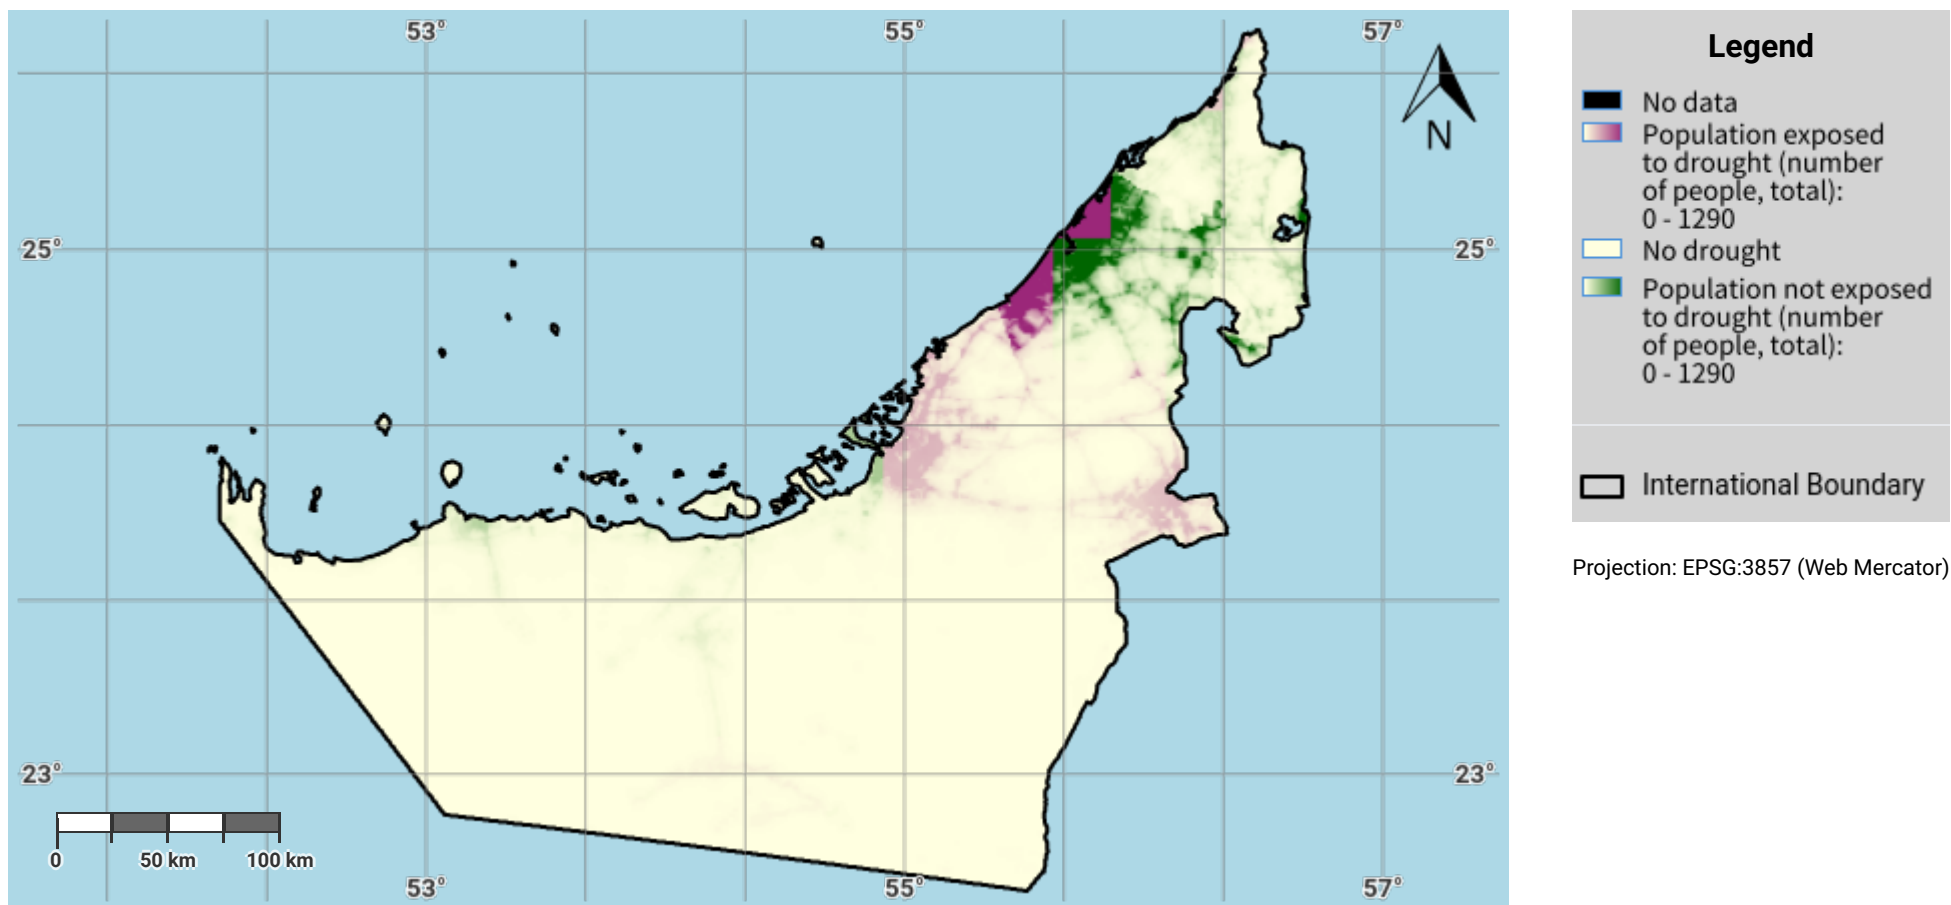 53°
55°
57°
N
25°
25°
23°
23°
0
50 km
100 km
53°
55°
57°
Legend
No data
Population exposed
to drought (number
of people, total):
0 - 1290
No drought
Population not exposed
to drought (number
of people, total):
0 - 1290
International Boundary
Projection: EPSG:3857 (Web Mercator)